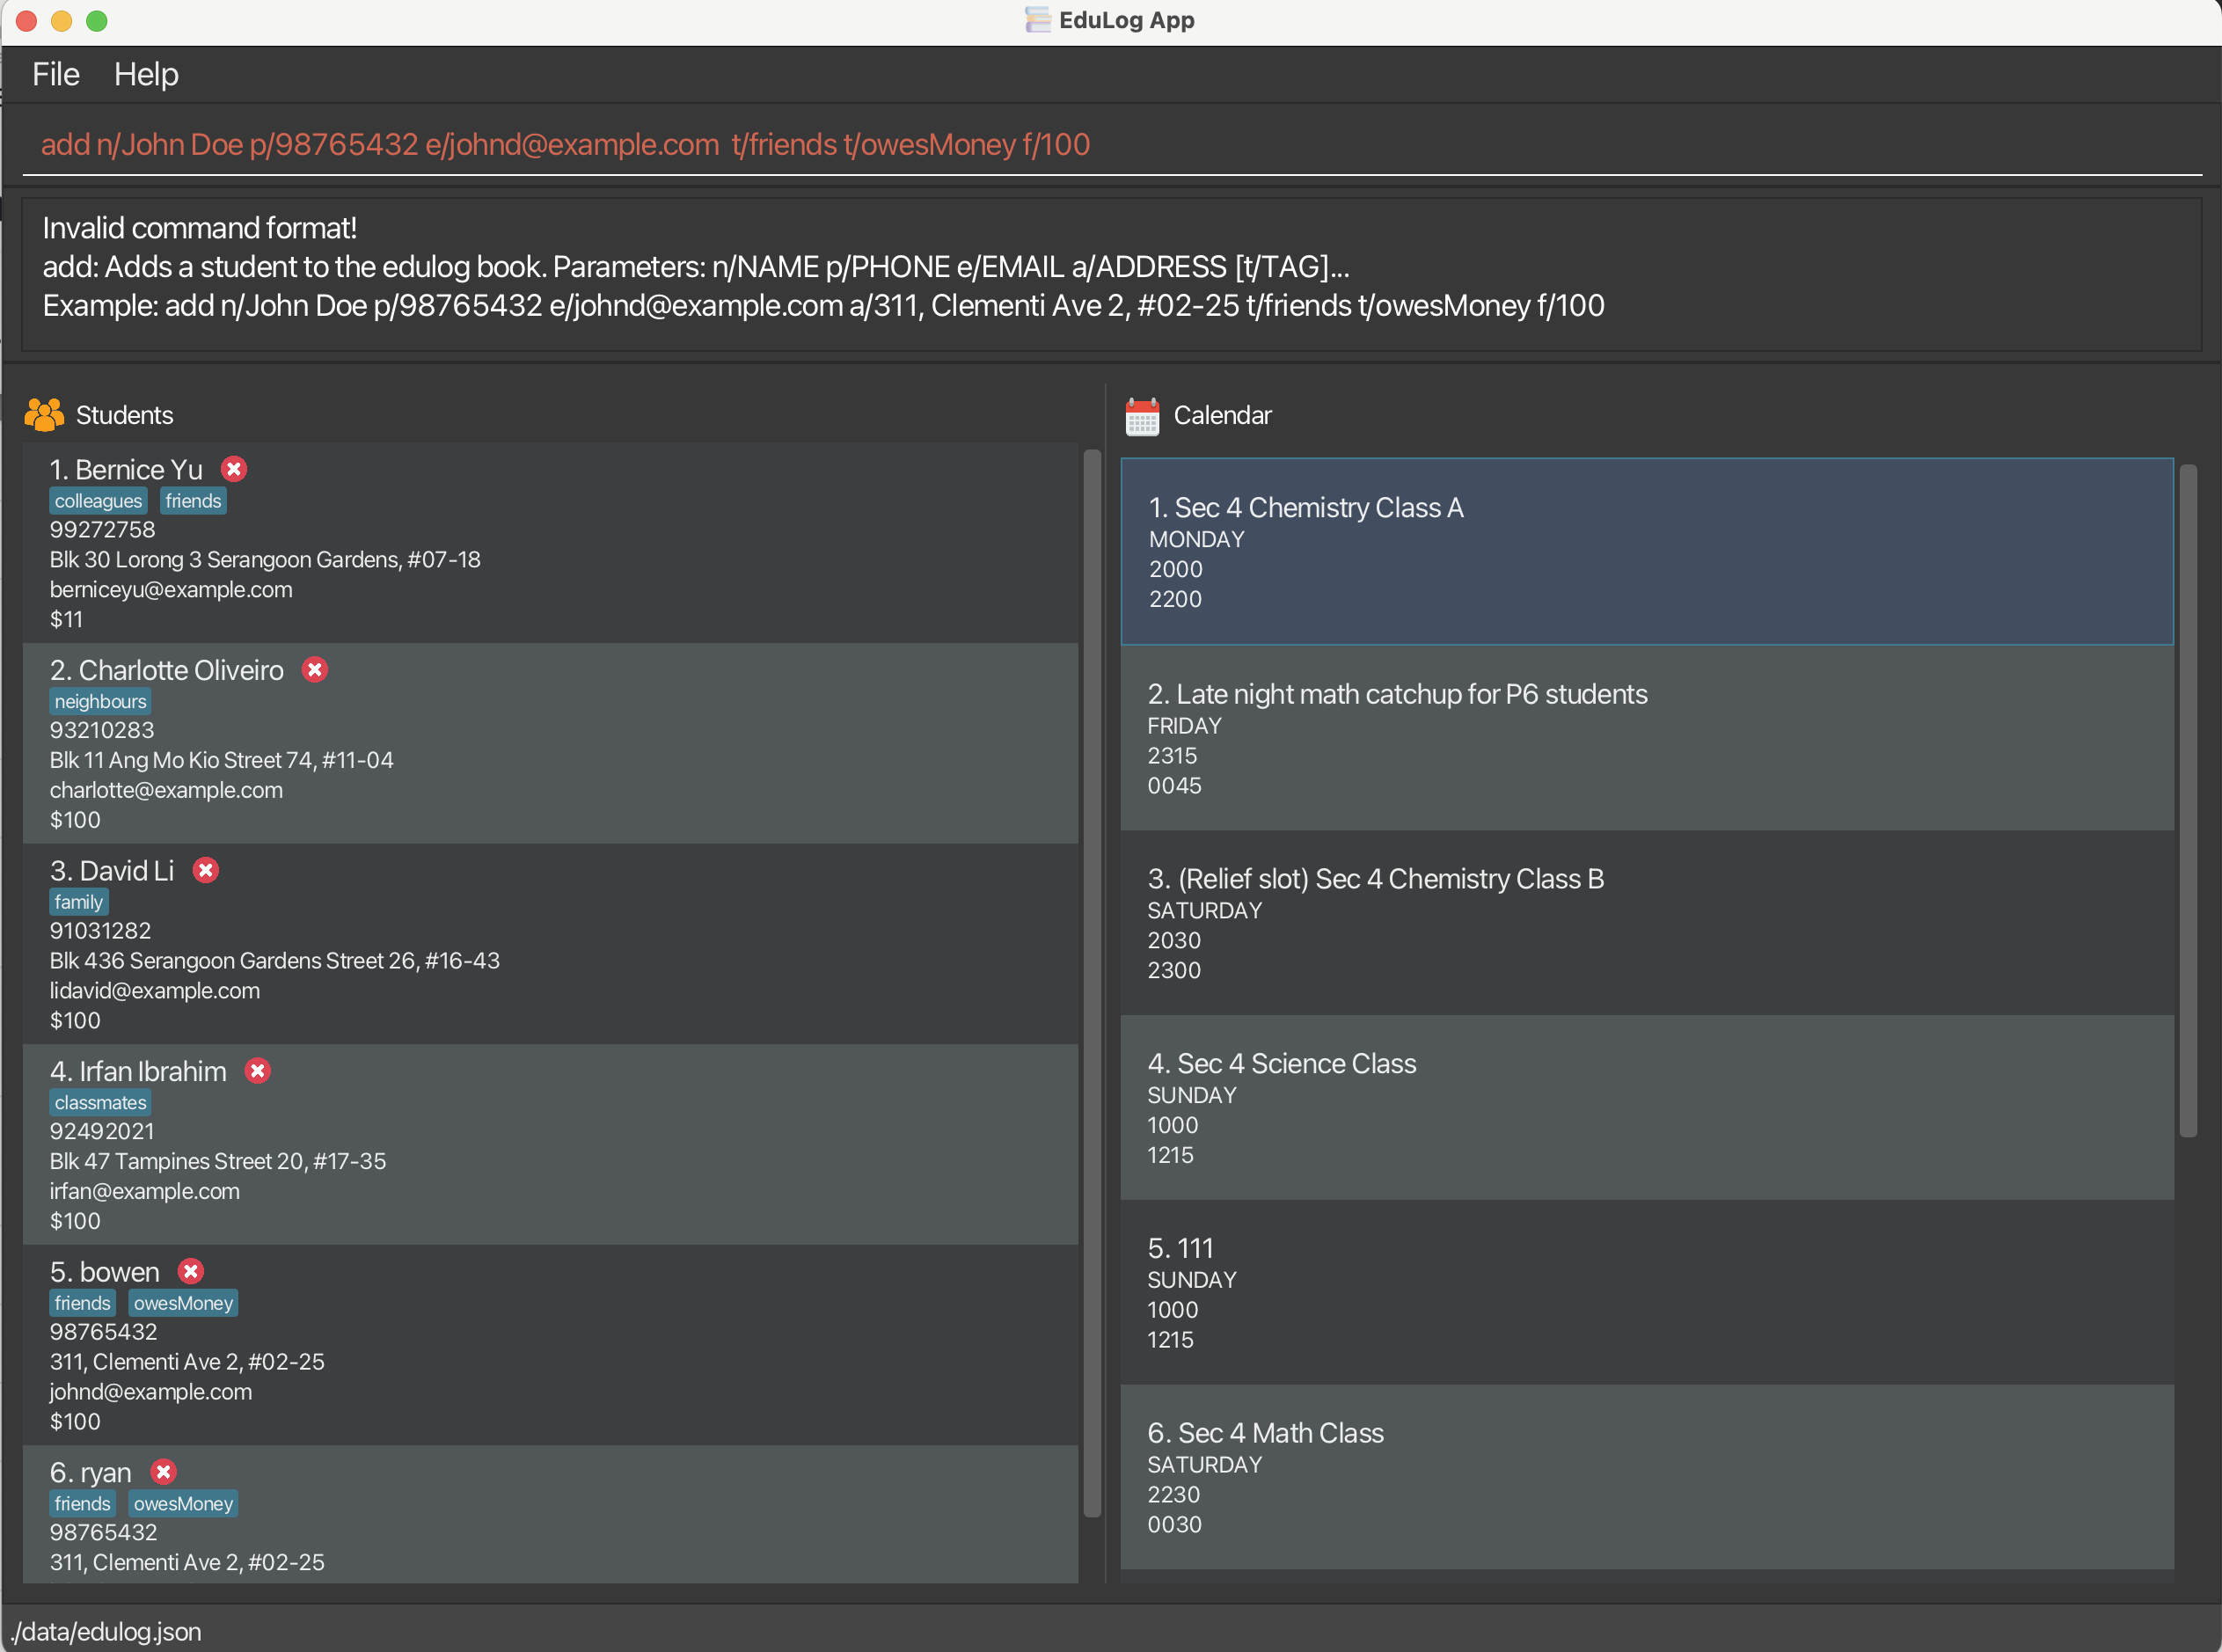 EduLog App
File Help
add n/John Doe p/98765432 e/johnd@example.com  t/friends t/owesMoney f/100
Invalid command format!
add: Adds a student to the edulog book. Parameters: n/NAME p/PHONE e/EMAIL a/ADDRESS [t/TAG]...
Example: add n/John Doe p/98765432 e/johnd@example.com a/311, Clementi Ave 2, #02-25 t/friends t/owesMoney f/100
Students
1. Bernice Yu
colleagues friends
99272758
Blk 30 Lorong 3 Serangoon Gardens, #07-18
berniceyu@example.com
$11
2. Charlotte Oliveiro
neighbours
93210283
Blk 11 Ang Mo Kio Street 74, #11-04
charlotte@example.com
$100
3. David Li
family
91031282
Blk 436 Serangoon Gardens Street 26, #16-43
lidavid@example.com
$100
4. Irfan Ibrahim
classmates
92492021
Blk 47 Tampines Street 20, #17-35
irfan@example.com
$100
5. bowen
friends owesMoney
98765432
311, Clementi Ave 2, #02-25
johnd@example.com
$100
6. ryan
friends owesMoney
98765432
311, Clementi Ave 2, #02-25
Calendar
1. Sec 4 Chemistry Class A
MONDAY
2000
2200
2. Late night math catchup for P6 students
FRIDAY
2315
0045
3. (Relief slot) Sec 4 Chemistry Class B
SATURDAY
2030
2300
4. Sec 4 Science Class
SUNDAY
1000
1215
5. 111
SUNDAY
1000
1215
6. Sec 4 Math Class
SATURDAY
2230
0030
./data/edulog.json